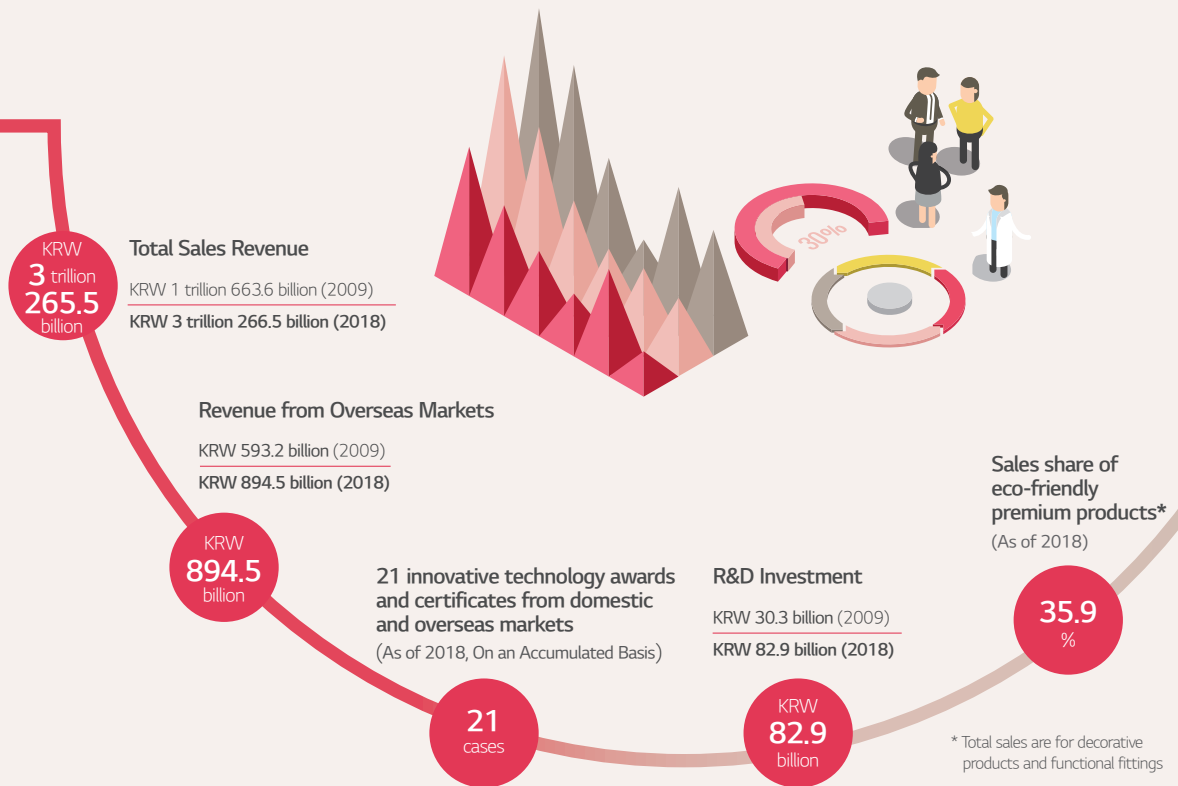 KRW
3 trillion
265.5
billion
Total Sales Revenue
KRW 1 trillion 663.6 billion (2009)
KRW 3 trillion 266.5 billion (2018)
30%
Revenue from Overseas Markets
KRW 593.2 billion (2009)
KRW 894.5 billion (2018)
KRW
894.5
billion
21 innovative technology awards
and certificates from domestic
and overseas markets
(As of 2018, On an Accumulated Basis)
21
cases
R&D Investment
KRW 30.3 billion (2009)
KRW 82.9 billion (2018)
KRW
82.9
billion
Sales share of
eco-friendly
premium products*
(As of 2018)
35.9
%
* Total sales are for decorative
products and functional fittings